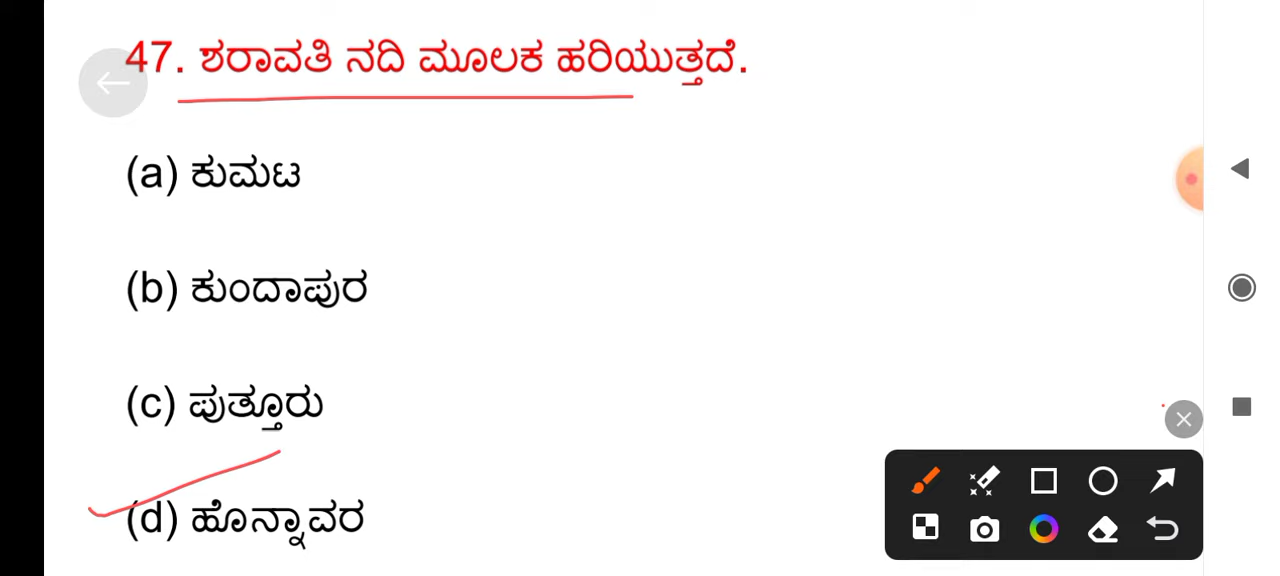 47. ಶರಾವತಿ ನದಿ ಮೂಲಕ ಹರಿಯುತ್ತದೆ.
(a) ಕುಮಟ
(b) ಕುಂದಾಪುರ
(c) ಪುತ್ತೂರು
(d) ಹೊನ್ನಾವರ